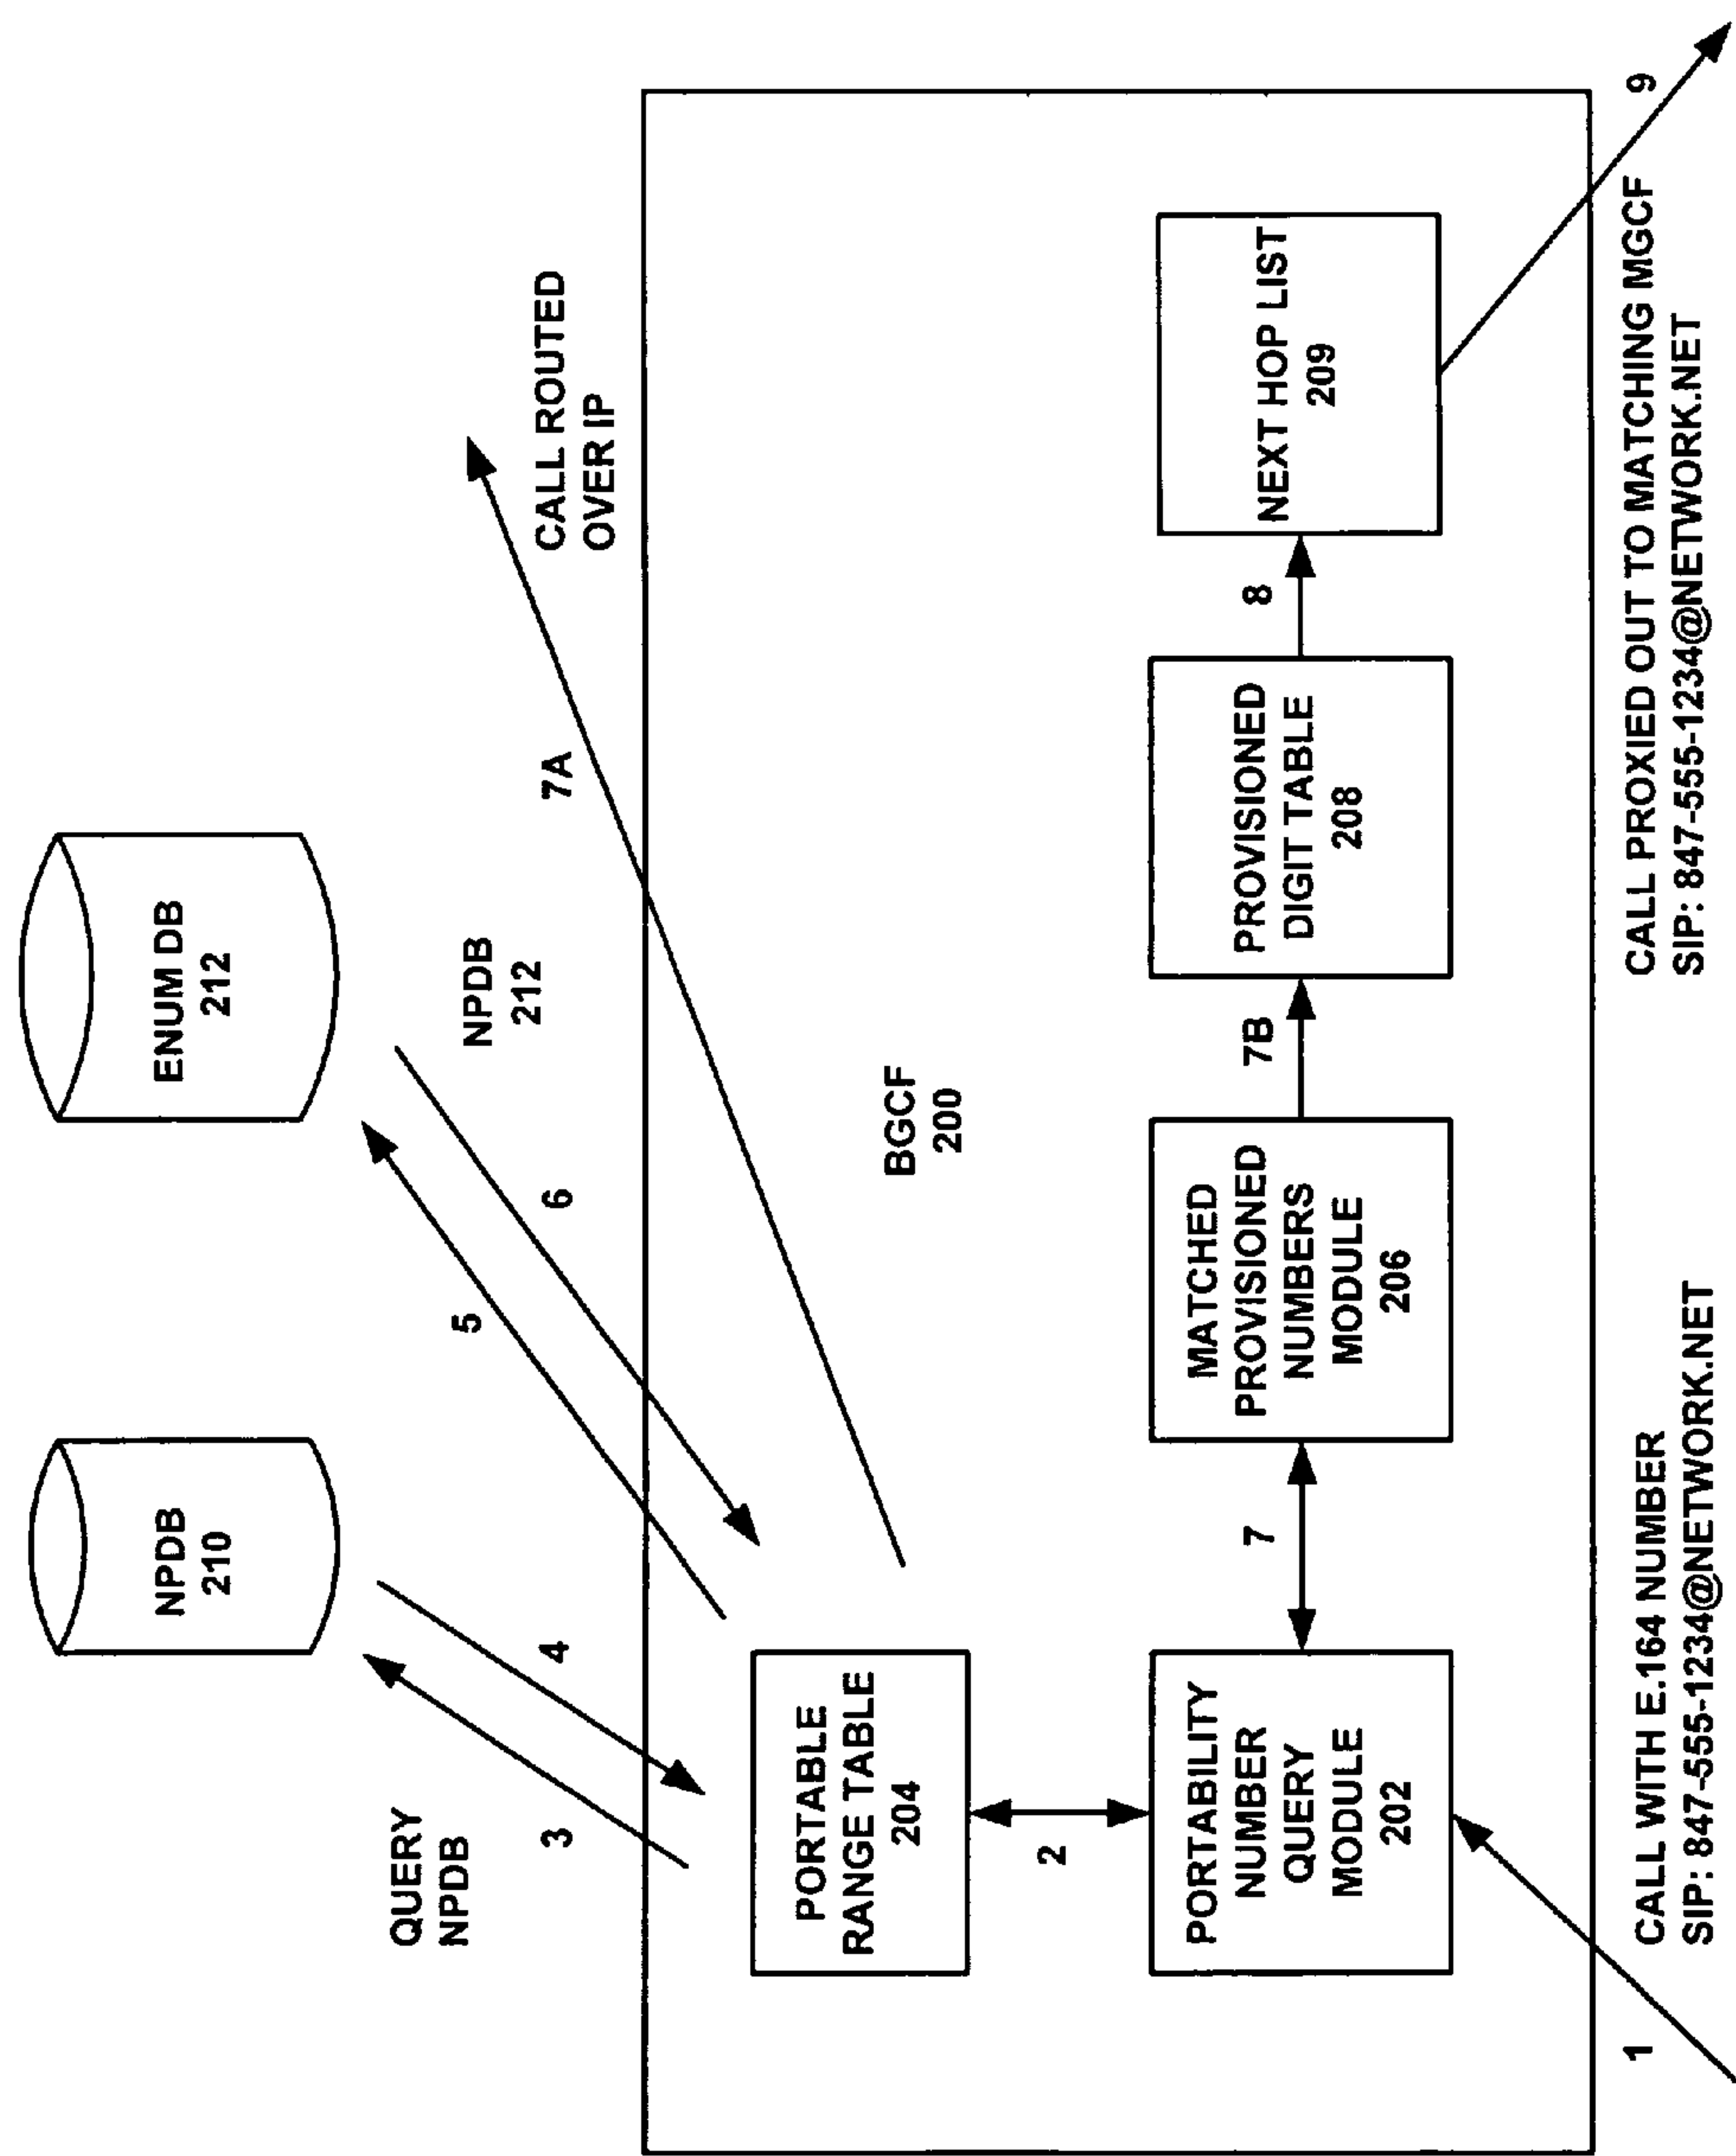 NPDB
210
ENUM DB
212
QUERY
NPDB
3
4
5
6
NPDB
212
7A
CALL ROUTED
OVER IP
PORTABLE
RANGE TABLE
204
BGCF
200
2
PORTABILITY
NUMBER
QUERY
MODULE
202
7
MATCHED
PROVISIONED
NUMBERS
MODULE
206
7B
PROVISIONED
DIGIT TABLE
208
8
NEXT HOP LIST
209
1
CALL WITH E.164 NUMBER
SIP: 847-555-1234@NETWORK.NET
CALL PROXIED OUT TO MATCHING MGCF
SIP: 847-555-1234@NETWORK.NET
9